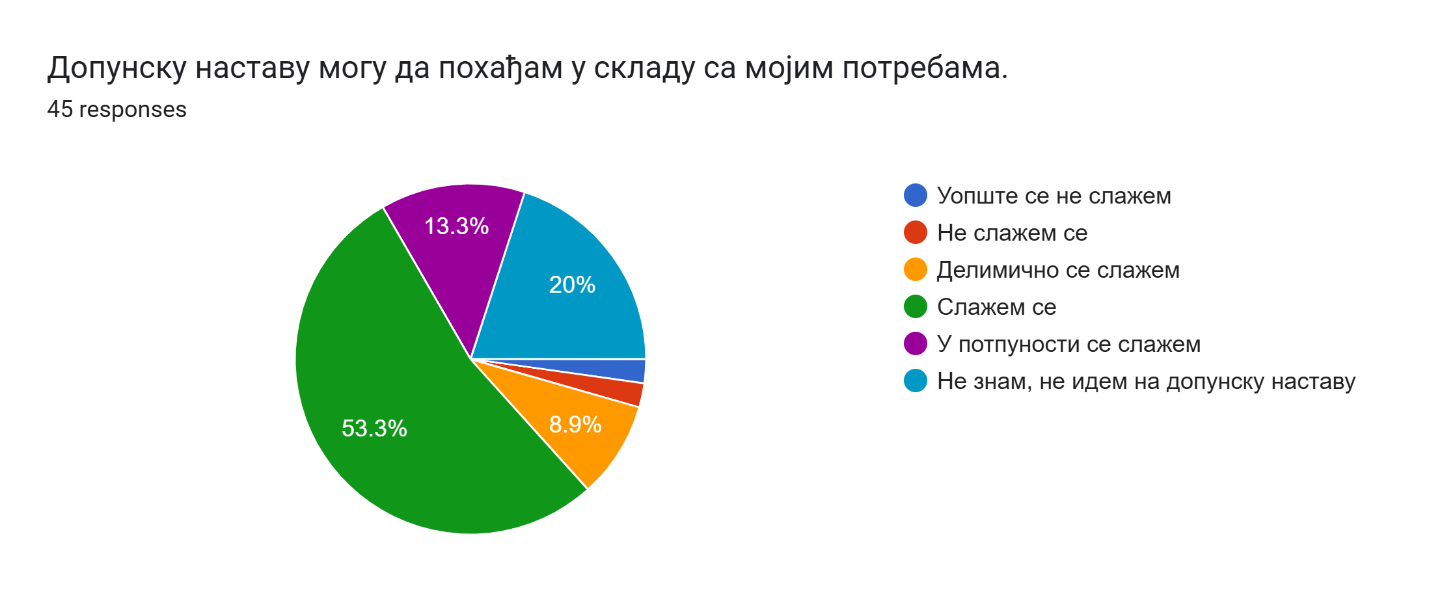 Допунску наставу могу да похађам у складу са мојим потребама.
45 responses
13.3%
20%
53.3%
8.9%
Уопште се не слажем
Не слажем се
Делимично се слажем
Слажем се
У потпуности се слажем
Не знам, не идем на допунску наставу